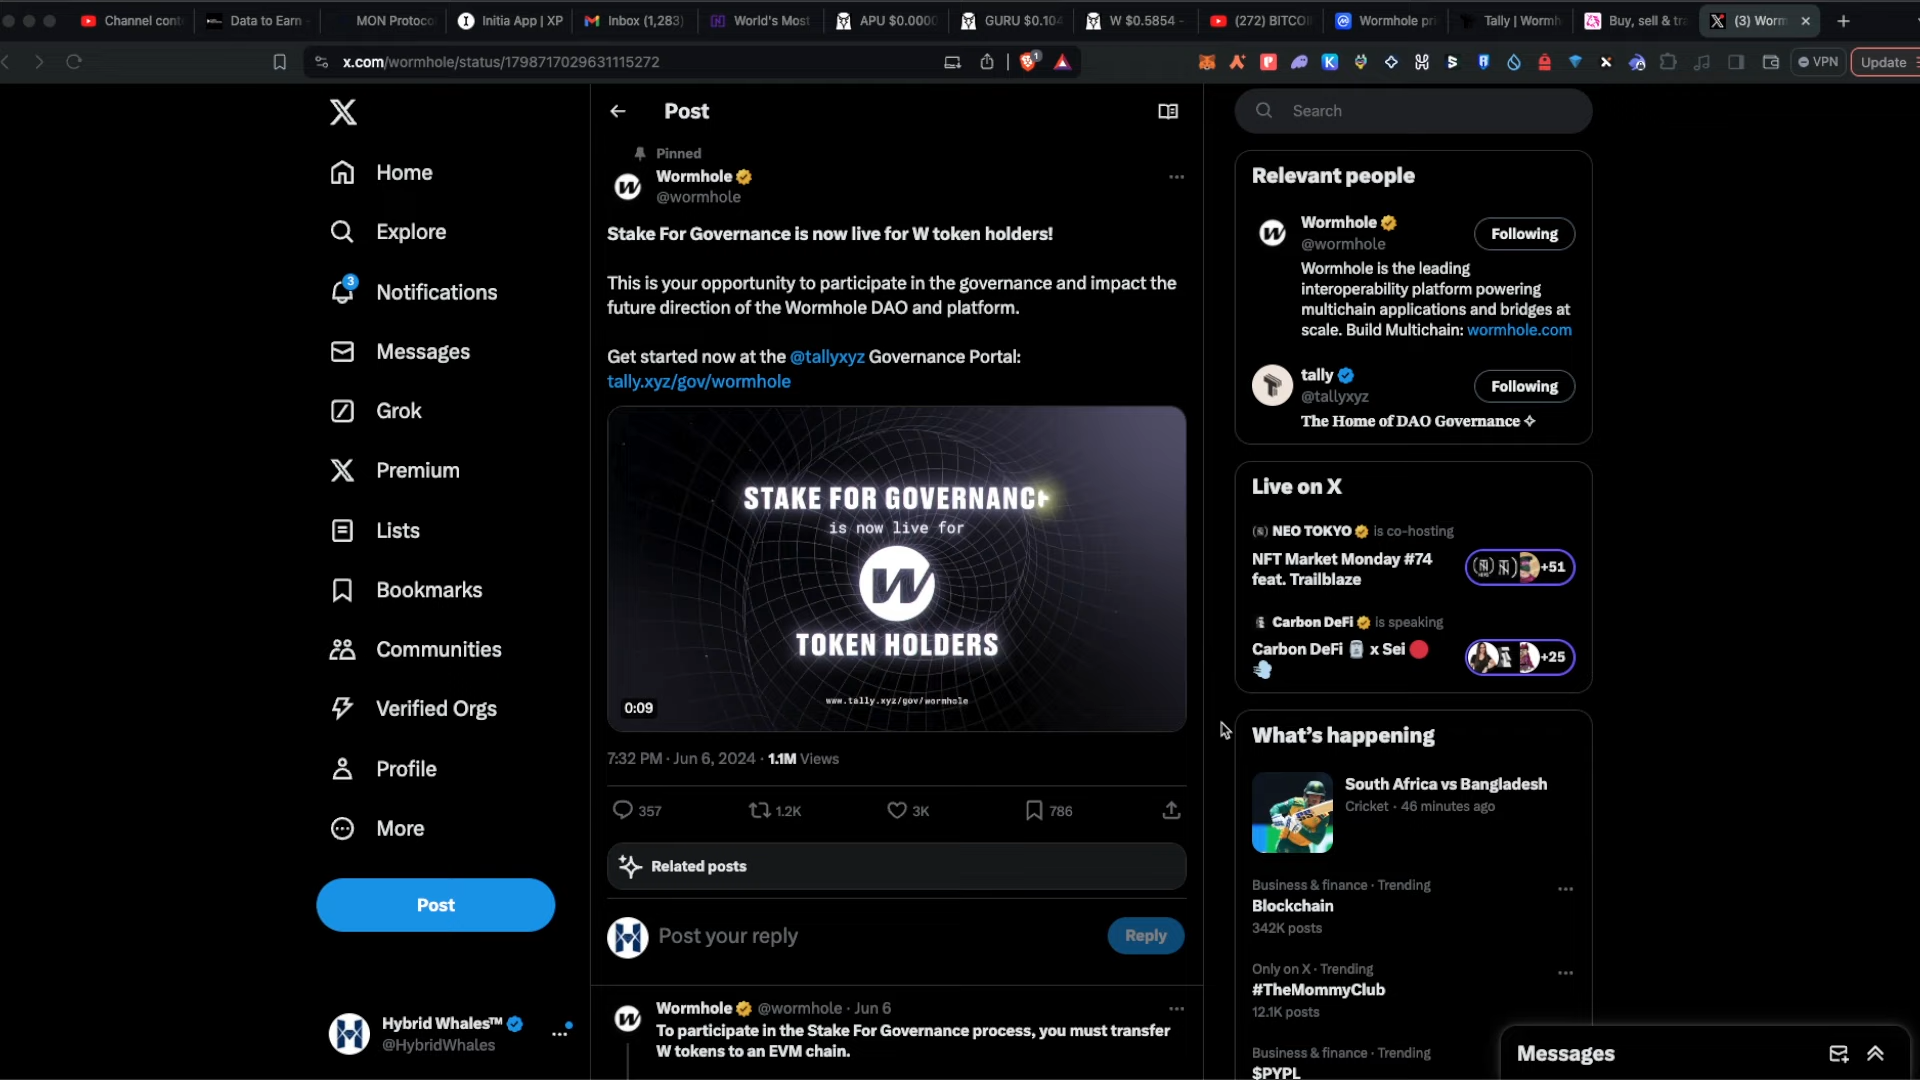 Channel cont
Data to Earn
MON Protoco
Initia App | XP
Inbox (1,283)
World's Most
APU $0.0000
GURU $0.104
W $0.5854 -
(272) BITCOI
Wormhole pri
Tally | Wormh
Buy, sell & tra
(3) Worm
x.com/wormhole/status/1798717029631115272
1
VPN
Update
Home
Explore
3
Notifications
Messages
Grok
Premium
Lists
Bookmarks
Communities
Verified Orgs
Profile
More
Post
Hybrid Whales™
@HybridWhales
Post
Pinned
Wormhole
@wormhole
Stake For Governance is now live for W token holders!
This is your opportunity to participate in the governance and impact the
future direction of the Wormhole DAO and platform.
Get started now at the @tallyxyz Governance Portal:
tally.xyz/gov/wormhole
STAKE FOR GOVERNANC
is now live for
W
TOKEN HOLDERS
www.tally.xyz/gov/wormhole
0:09
7:32 PM · Jun 6, 2024 · 1.1M Views
357
1.2K
3K
786
Related posts
Post your reply
Reply
Wormhole @wormhole · Jun 6
To participate in the Stake For Governance process, you must transfer
W tokens to an EVM chain.
Search
Relevant people
Wormhole
@wormhole
Following
Wormhole is the leading
interoperability platform powering
multichain applications and bridges at
scale. Build Multichain: wormhole.com
tally
@tallyxyz
Following
The Home of DAO Governance ✧
Live on X
NEO TOKYO is co-hosting
NFT Market Monday #74
feat. Trailblaze
+51
Carbon DeFi is speaking
Carbon DeFi x Sei
+25
What's happening
South Africa vs Bangladesh
Cricket · 46 minutes ago
Business & finance · Trending
Blockchain
342K posts
Only on X · Trending
#TheMommyClub
12.1K posts
Business & finance · Trending
$PYPL
Messages